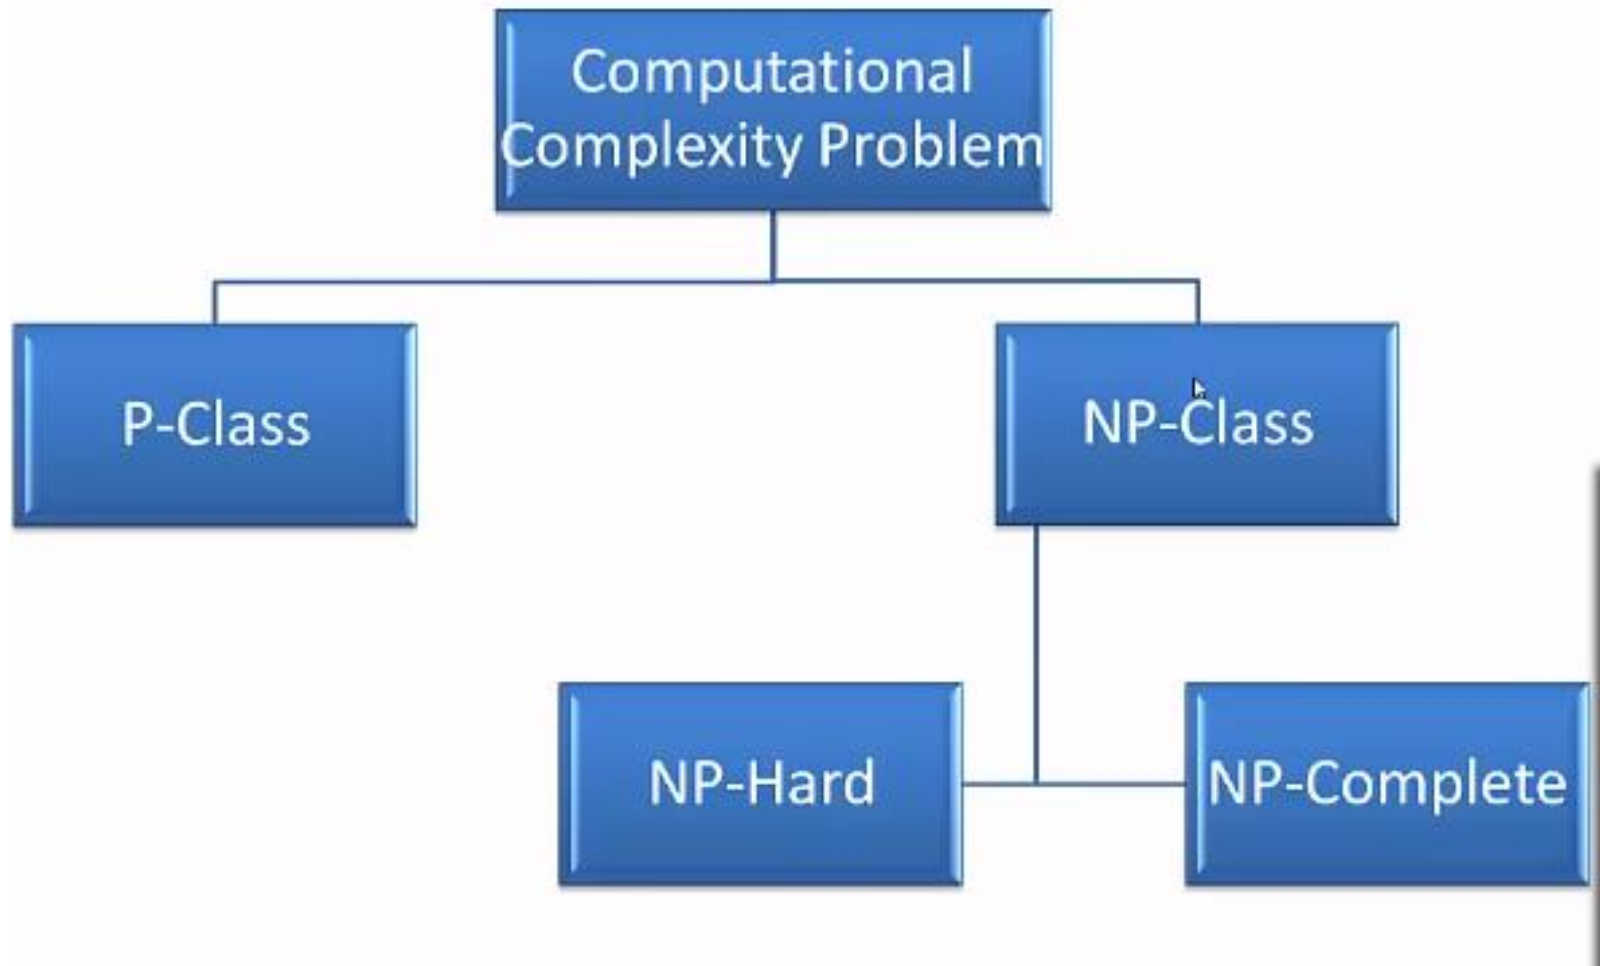 Computational
Complexity Problem
P-Class
NP-Class
NP-Hard
NP-Complete